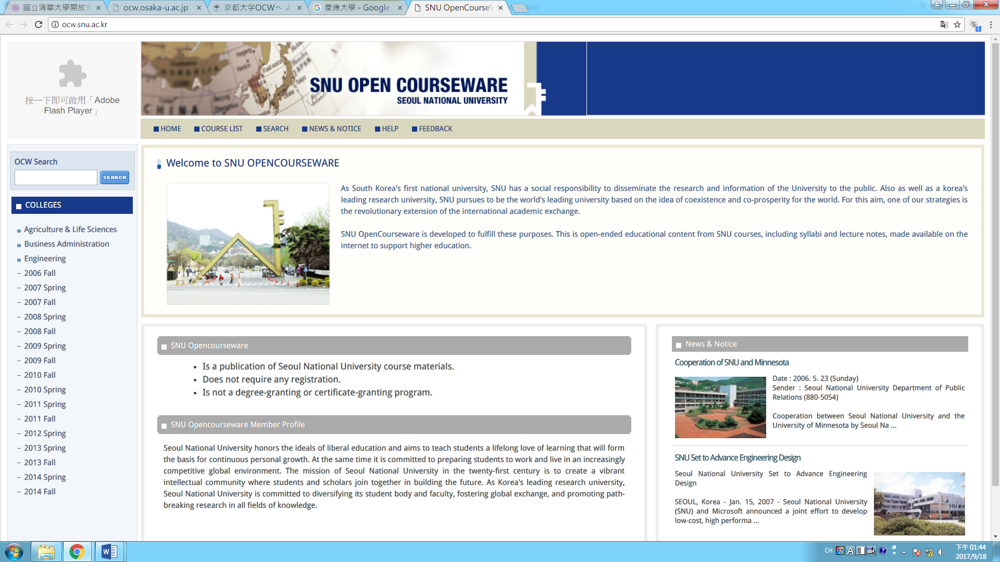 國立清華大學開放式
ocw.osaka-u.ac.jp
京都大学OCWへ よ
慶應大學 - Google
SNU OpenCourseW
ocw.snu.ac.kr
按一下即可啟用「Adobe
Flash Player」
MONGOLIA
Vladivostok
JAPAN
Tokyo
Osaka
Beijing
CHINA
SNU OPEN COURSEWARE
SEOUL NATIONAL UNIVERSITY
HOME
COURSE LIST
SEARCH
NEWS & NOTICE
HELP
FEEDBACK
OCW Search
SEARCH
COLLEGES
Agriculture & Life Sciences
Business Administration
Engineering
– 2006 Fall
– 2007 Spring
– 2007 Fall
– 2008 Spring
– 2008 Fall
– 2009 Spring
– 2009 Fall
– 2010 Fall
– 2010 Spring
– 2011 Spring
– 2011 Fall
– 2012 Spring
– 2013 Spring
– 2013 Fall
– 2014 Spring
– 2014 Fall
Welcome to SNU OPENCOURSEWARE
As South Korea's first national university, SNU has a social responsibility to disseminate the research and information of the University to the public. Also as well as a korea's
leading research university, SNU pursues to be the world's leading university based on the idea of coexistence and co-prosperity for the world. For this aim, one of our strategies is
the revolutionary extension of the international academic exchange.
SNU OpenCourseware is developed to fulfill these purposes. This is open-ended educational content from SNU courses, including syllabi and lecture notes, made available on the
internet to support higher education.
SNU Opencourseware
• Is a publication of Seoul National University course materials.
• Does not require any registration.
• Is not a degree-granting or certificate-granting program.
SNU Opencourseware Member Profile
Seoul National University honors the ideals of liberal education and aims to teach students a lifelong love of learning that will form
the basis for continuous personal growth. At the same time it is committed to preparing students to work and live in an increasingly
competitive global environment. The mission of Seoul National University in the twenty-first century is to create a vibrant
intellectual community where students and scholars join together in building the future. As Korea's leading research university,
Seoul National University is committed to diversifying its student body and faculty, fostering global exchange, and promoting path-
breaking research in all fields of knowledge.
News & Notice
Cooperation of SNU and Minnesota
Date : 2006. 5. 23 (Sunday)
Sender : Seoul National University Department of Public
Relations (880-5054)
Cooperation between Seoul National University and the
University of Minnesota by Seoul Na ...
SNU Set to Advance Engineering Design
Seoul National University Set to Advance Engineering
Design
SEOUL, Korea - Jan. 15, 2007 - Seoul National University
(SNU) and Microsoft announced a joint effort to develop
low-cost, high performa ...
CH
下午 01:44
2017/9/18